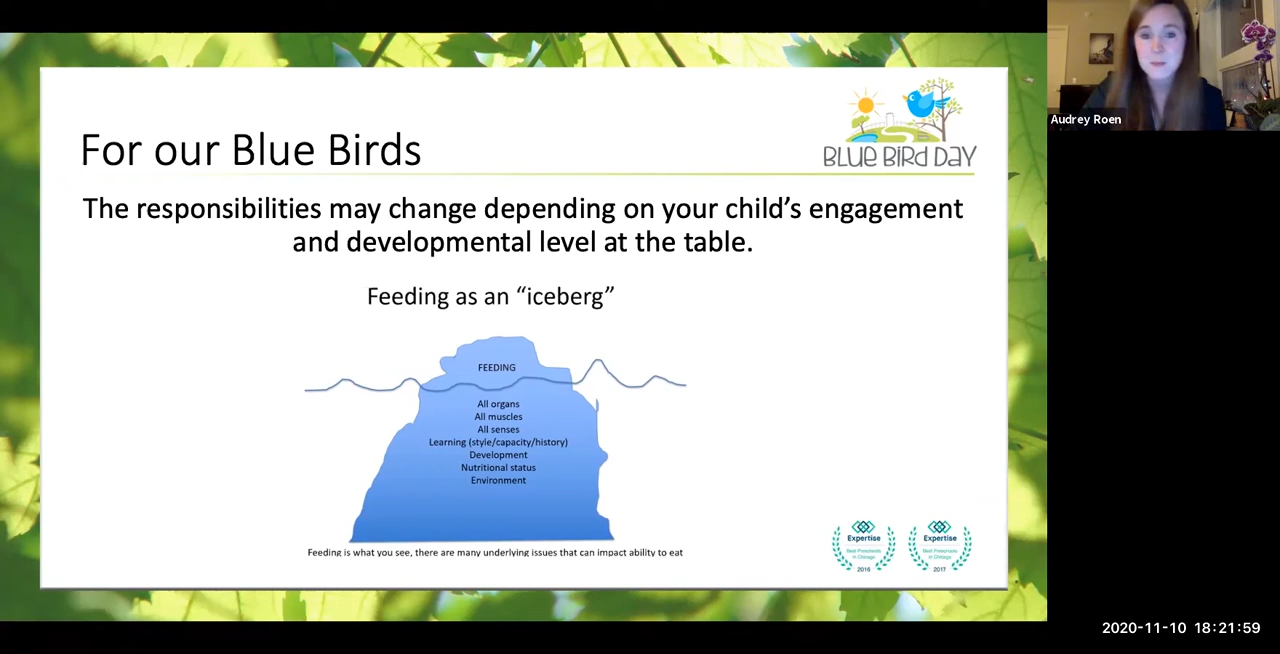 For our Blue Birds
BLUE BIRD DAY
Audrey Roen
The responsibilities may change depending on your child’s engagement
and developmental level at the table.
Feeding as an “iceberg”
FEEDING
All organs
All muscles
All senses
Learning (style/capacity/history)
Development
Nutritional status
Environment
Feeding is what you see, there are many underlying issues that can impact ability to eat
Expertise
Best Preschools
in Chicago
2016
Expertise
Best Preschools
in Chicago
2017
2020-11-10 18:21:59